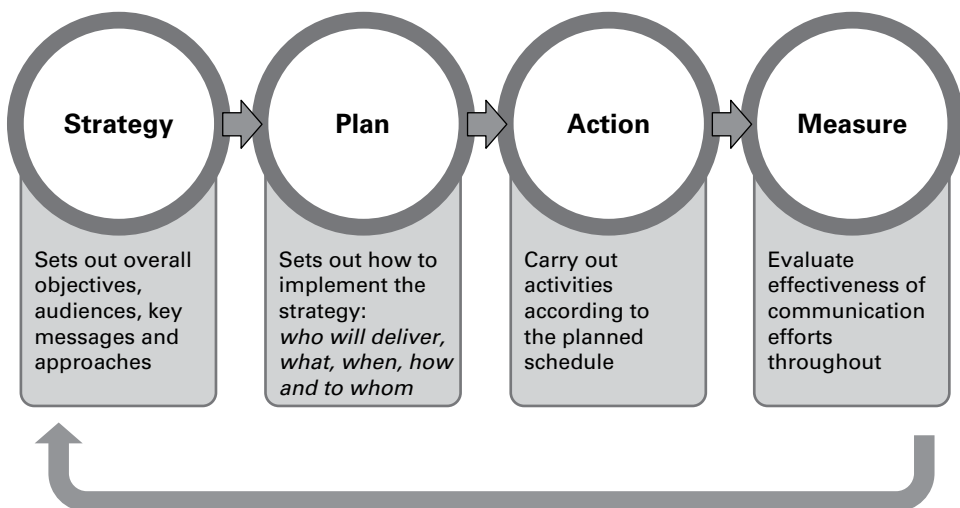 Strategy
Plan
Action
Measure
Sets out overall
objectives,
audiences, key
messages and
approaches
Sets out how to
implement the
strategy:
who will deliver,
what, when, how
and to whom
Carry out
activities
according to
the planned
schedule
Evaluate
effectiveness of
communication
efforts
throughout